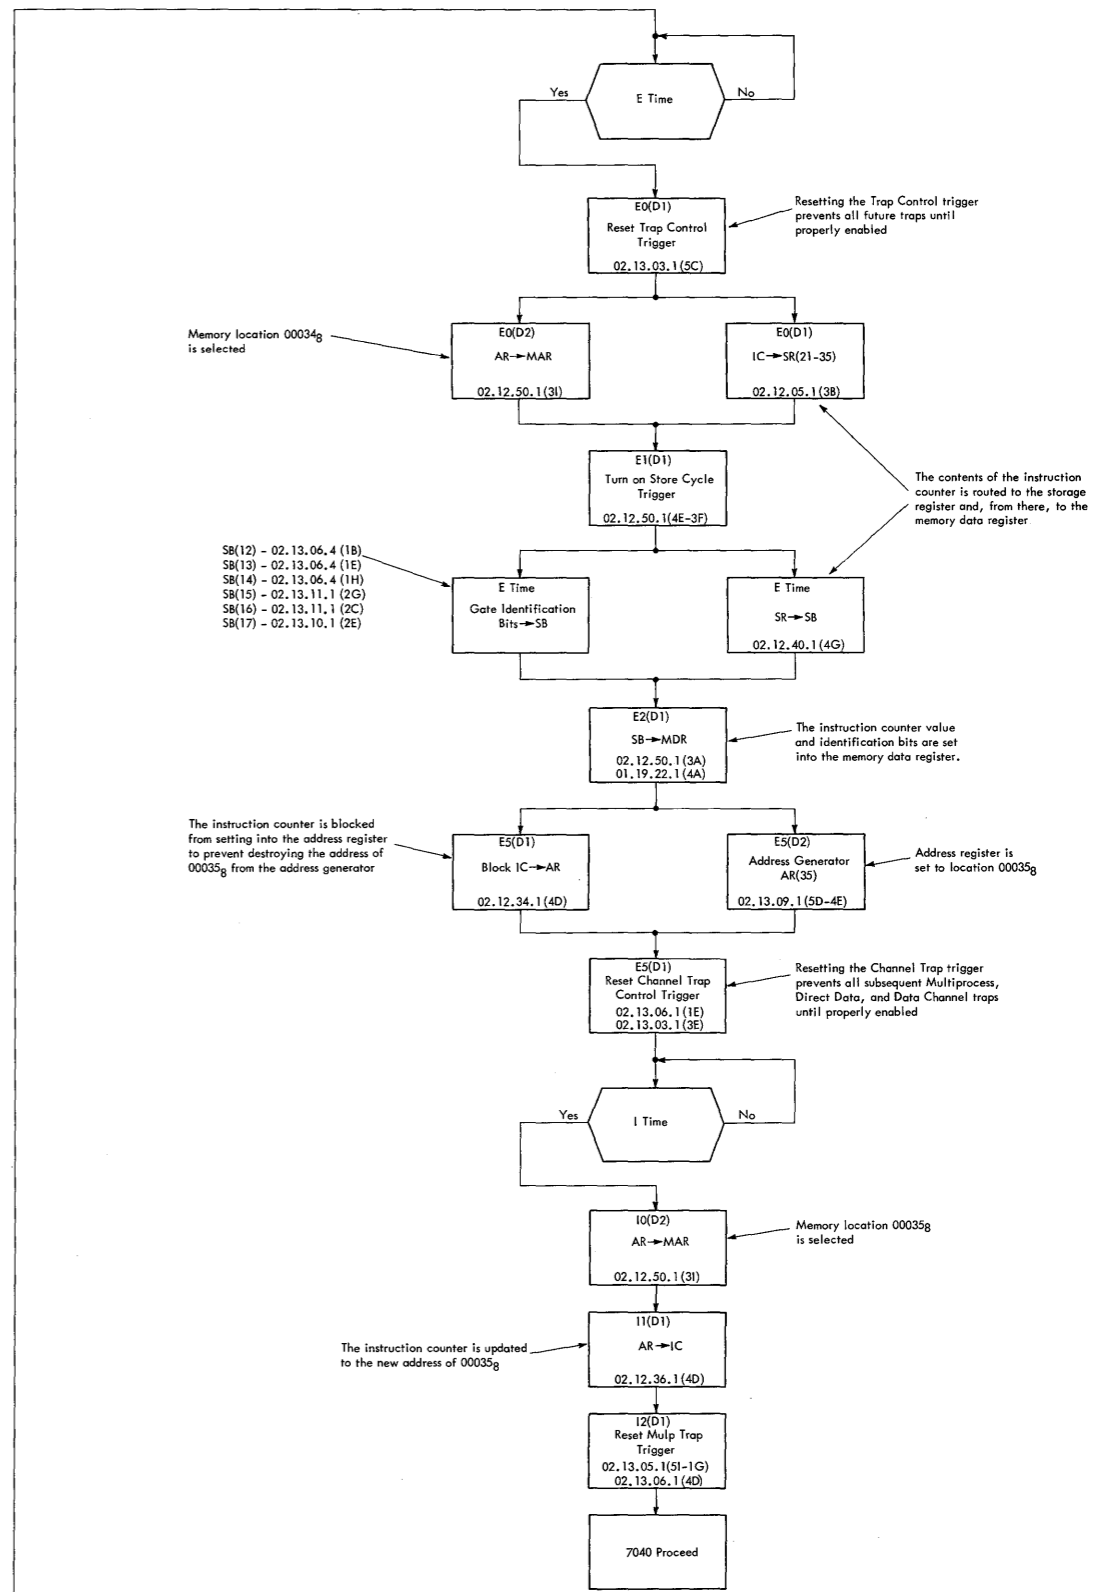 E Time
Yes
No
E0(D1)
Reset Trap Control
Trigger
02.13.03.1(5C)
Resetting the Trap Control trigger
prevents all future traps until
properly enabled
Memory location 00034₈
is selected
E0(D2)
AR→MAR
02.12.50.1(3I)
E0(D1)
IC→SR(21-35)
02.12.05.1(3B)
E1(D1)
Turn on Store Cycle
Trigger
02.12.50.1(4E-3F)
The contents of the instruction
counter is routed to the storage
register and, from there, to the
memory data register
SB(12) - 02.13.06.4 (1B)
SB(13) - 02.13.06.4 (1E)
SB(14) - 02.13.06.4 (1H)
SB(15) - 02.13.11.1 (2G)
SB(16) - 02.13.11.1 (2C)
SB(17) - 02.13.10.1 (2E)
E Time
Gate Identification
Bits→SB
E Time
SR→SB
02.12.40.1(4G)
E2(D1)
SB→MDR
02.12.50.1(3A)
01.19.22.1(4A)
The instruction counter value
and identification bits are set
into the memory data register.
The instruction counter is blocked
from setting into the address register
to prevent destroying the address of
00035₈ from the address generator
E5(D1)
Block IC→AR
02.12.34.1(4D)
E5(D2)
Address Generator
AR(35)
02.13.09.1(5D-4E)
Address register is
set to location 00035₈
E5(D1)
Reset Channel Trap
Control Trigger
02.13.06.1(1E)
02.13.03.1(3E)
Resetting the Channel Trap trigger
prevents all subsequent Multiprocess,
Direct Data, and Data Channel traps
until properly enabled
I Time
Yes
No
I0(D2)
AR→MAR
02.12.50.1(3I)
Memory location 00035₈
is selected
I1(D1)
AR→IC
02.12.36.1(4D)
The instruction counter is updated
to the new address of 00035₈
I2(D1)
Reset Mulp Trap
Trigger
02.13.05.1(5I-1G)
02.13.06.1(4D)
7040 Proceed